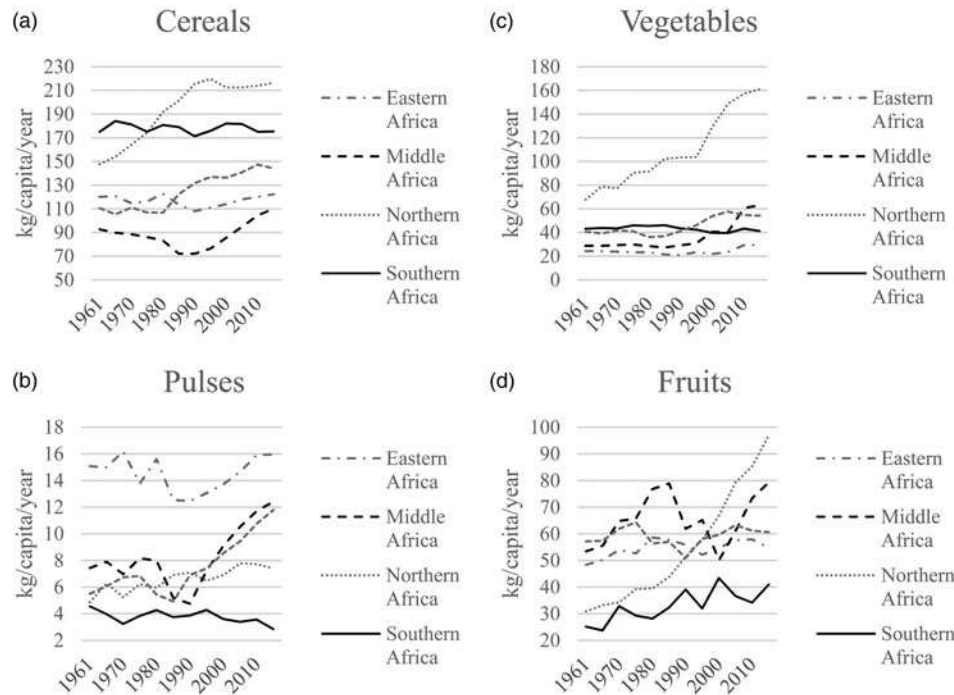 (a) Cereals
kg/capita/year
230
210
190
170
150
130
110
90
70
50
1961
1970
1980
1990
2000
2010
Eastern
Africa
Middle
Africa
Northern
Africa
Southern
Africa
(c) Vegetables
kg/capita/year
180
160
140
120
100
80
60
40
20
0
1961
1970
1980
1990
2000
2010
Eastern
Africa
Middle
Africa
Northern
Africa
Southern
Africa
(b) Pulses
kg/capita/year
18
16
14
12
10
8
6
4
2
1961
1970
1980
1990
2000
2010
Eastern
Africa
Middle
Africa
Northern
Africa
Southern
Africa
(d) Fruits
kg/capita/year
100
90
80
70
60
50
40
30
20
1961
1970
1980
1990
2000
2010
Eastern
Africa
Middle
Africa
Northern
Africa
Southern
Africa